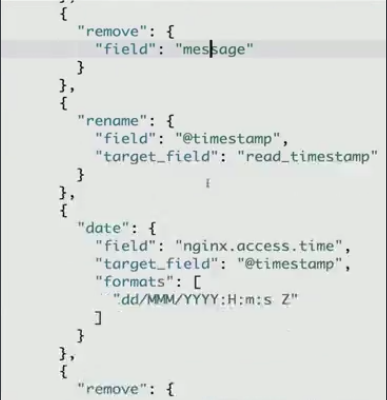 },
{
"remove": {
"field": "message"
}
},
{
"rename": {
"field": "@timestamp",
"target_field": "read_timestamp"
}
},
{
"date": {
"field": "nginx.access.time",
"target_field": "@timestamp",
"formats": [
"dd/MMM/YYYY:H:m:s Z"
]
}
},
{
"remove": {